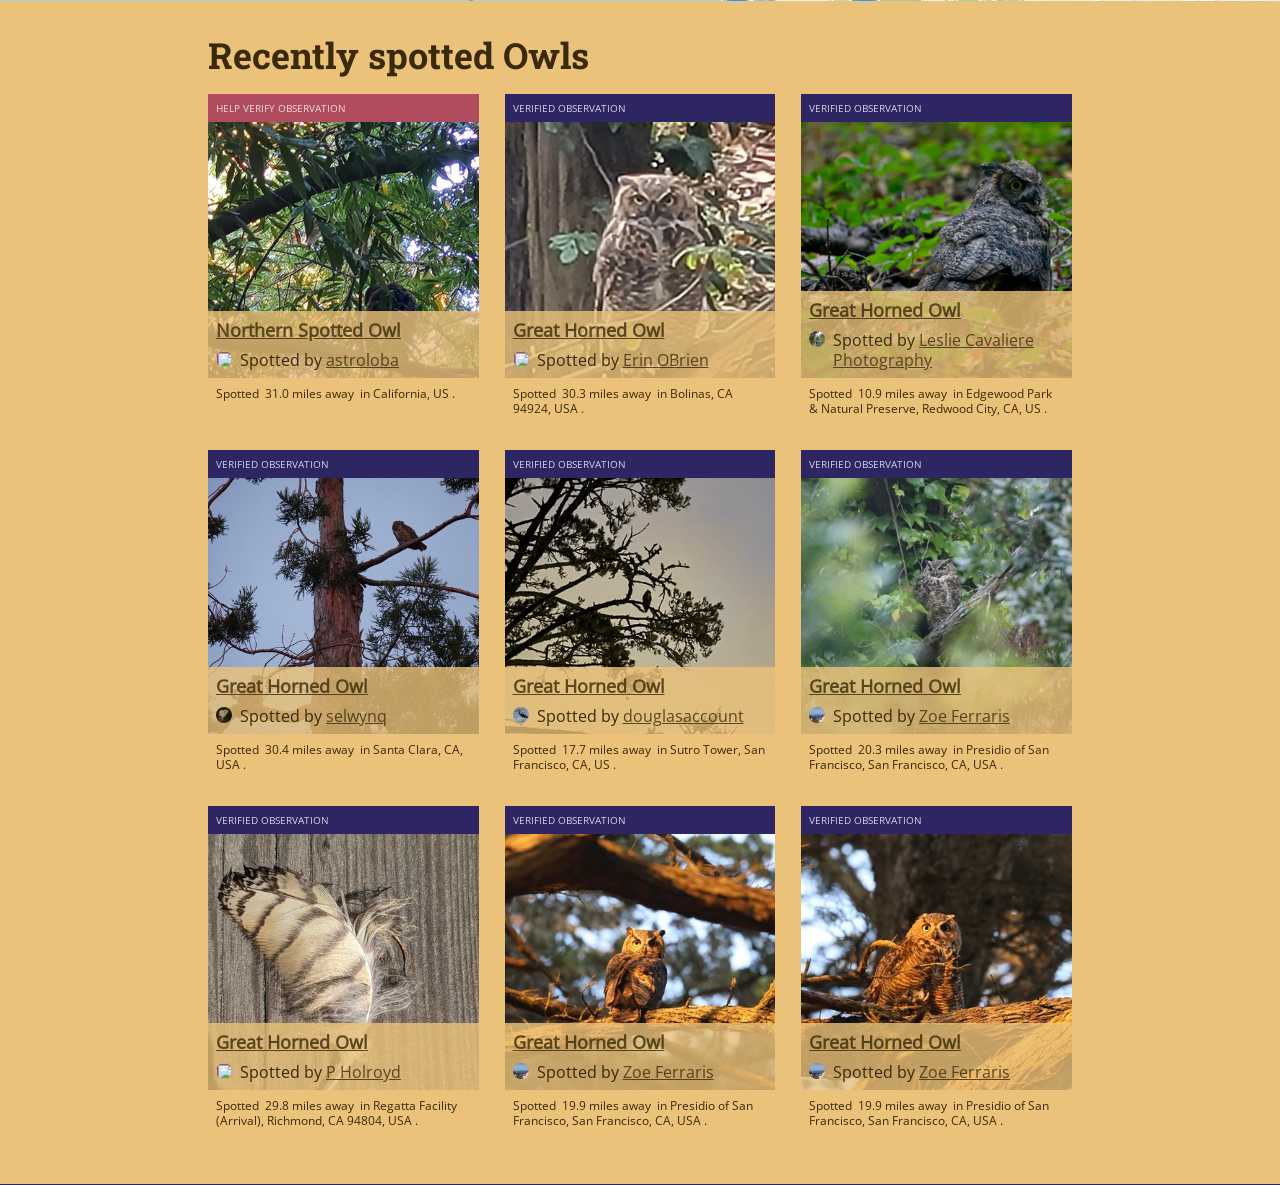 Recently spotted Owls
HELP VERIFY OBSERVATION
Northern Spotted Owl
Spotted by astroloba
Spotted 31.0 miles away in California, US .
VERIFIED OBSERVATION
Great Horned Owl
Spotted by Erin OBrien
Spotted 30.3 miles away in Bolinas, CA
94924, USA .
VERIFIED OBSERVATION
Great Horned Owl
Spotted by Leslie Cavaliere
Photography
Spotted 10.9 miles away in Edgewood Park
& Natural Preserve, Redwood City, CA, US .
VERIFIED OBSERVATION
Great Horned Owl
Spotted by selwynq
Spotted 30.4 miles away in Santa Clara, CA,
USA .
VERIFIED OBSERVATION
Great Horned Owl
Spotted by douglasaccount
Spotted 17.7 miles away in Sutro Tower, San
Francisco, CA, US .
VERIFIED OBSERVATION
Great Horned Owl
Spotted by Zoe Ferraris
Spotted 20.3 miles away in Presidio of San
Francisco, San Francisco, CA, USA .
VERIFIED OBSERVATION
Great Horned Owl
Spotted by P Holroyd
Spotted 29.8 miles away in Regatta Facility
(Arrival), Richmond, CA 94804, USA .
VERIFIED OBSERVATION
Great Horned Owl
Spotted by Zoe Ferraris
Spotted 19.9 miles away in Presidio of San
Francisco, San Francisco, CA, USA .
VERIFIED OBSERVATION
Great Horned Owl
Spotted by Zoe Ferraris
Spotted 19.9 miles away in Presidio of San
Francisco, San Francisco, CA, USA .